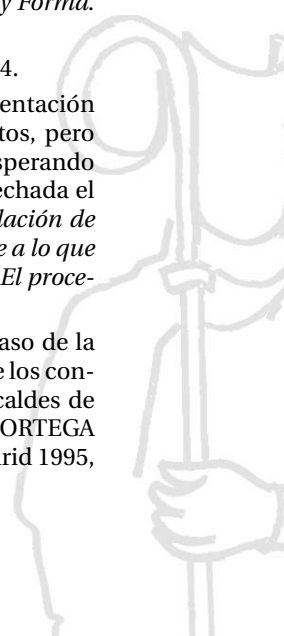 y Forma.
4.
entación
tos, pero
sperando
echada el
lación de
e a lo que
El proce-
aso de la
e los con-
caldes de
ORTEGA
rid 1995,